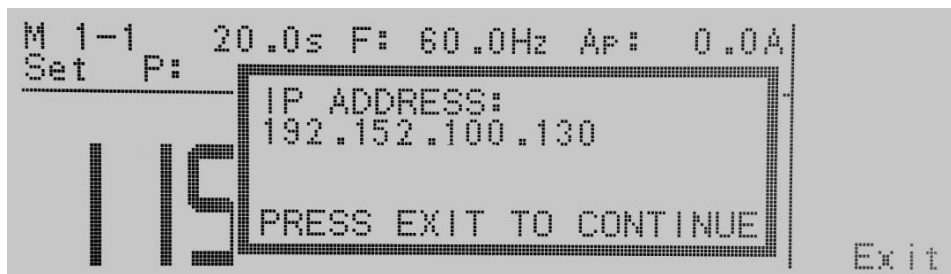 M 1-1 20.0s F: 60.0Hz Ap: 0.0A
Set P:
IP ADDRESS:
192.152.100.130
115
PRESS EXIT TO CONTINUE
Exit